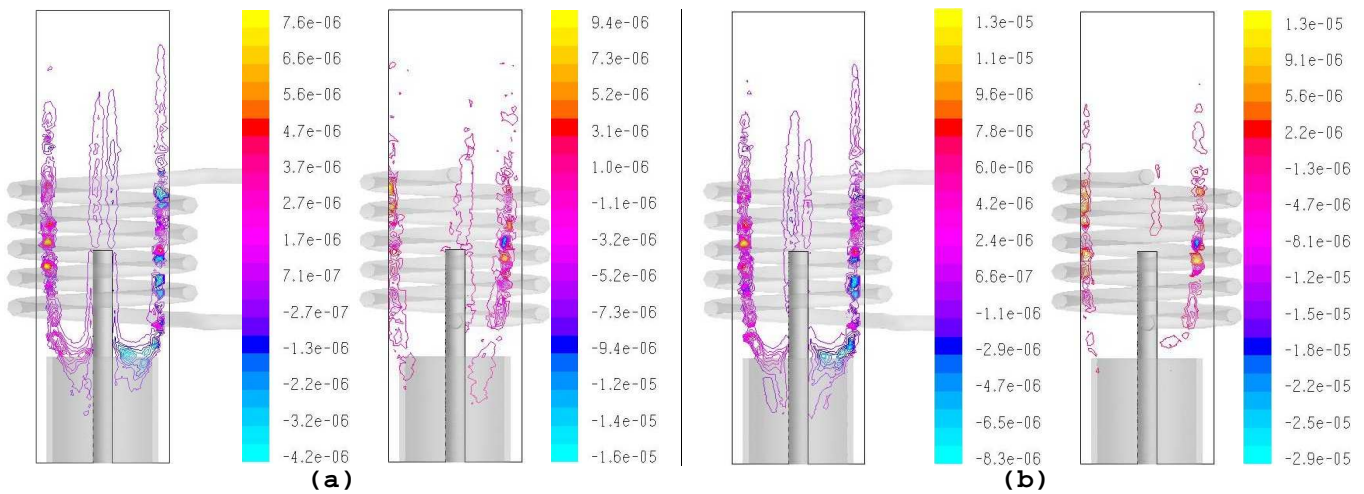 7.6e-06
6.6e-06
5.6e-06
4.7e-06
3.7e-06
2.7e-06
1.7e-06
7.1e-07
-2.7e-07
-1.3e-06
-2.2e-06
-3.2e-06
-4.2e-06
9.4e-06
7.3e-06
5.2e-06
3.1e-06
1.0e-06
-1.1e-06
-3.2e-06
-5.2e-06
-7.3e-06
-9.4e-06
-1.2e-05
-1.4e-05
-1.6e-05
(a)
1.3e-05
1.1e-05
9.6e-06
7.8e-06
6.0e-06
4.2e-06
2.4e-06
6.6e-07
-1.1e-06
-2.9e-06
-4.7e-06
-6.5e-06
-8.3e-06
1.3e-05
9.1e-06
5.6e-06
2.2e-06
-1.3e-06
-4.7e-06
-8.1e-06
-1.2e-05
-1.5e-05
-1.8e-05
-2.2e-05
-2.5e-05
-2.9e-05
(b)